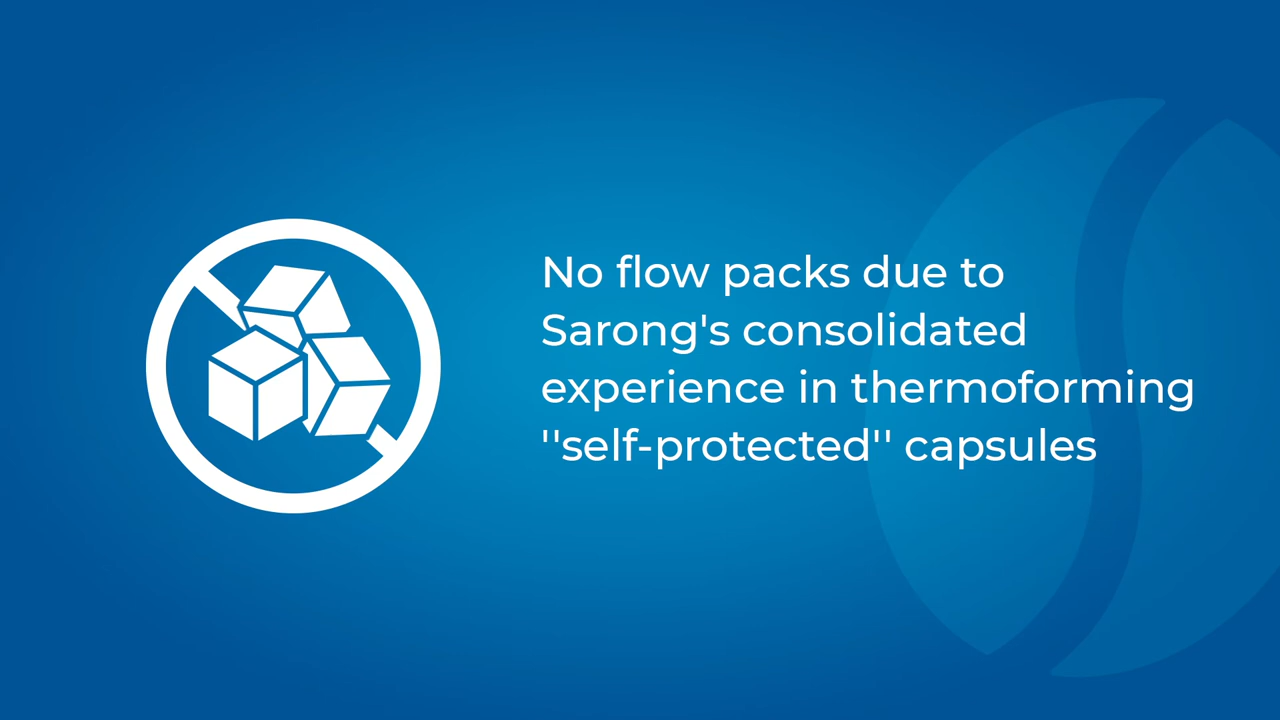 No flow packs due to
Sarong's consolidated
experience in thermoforming
''self-protected'' capsules